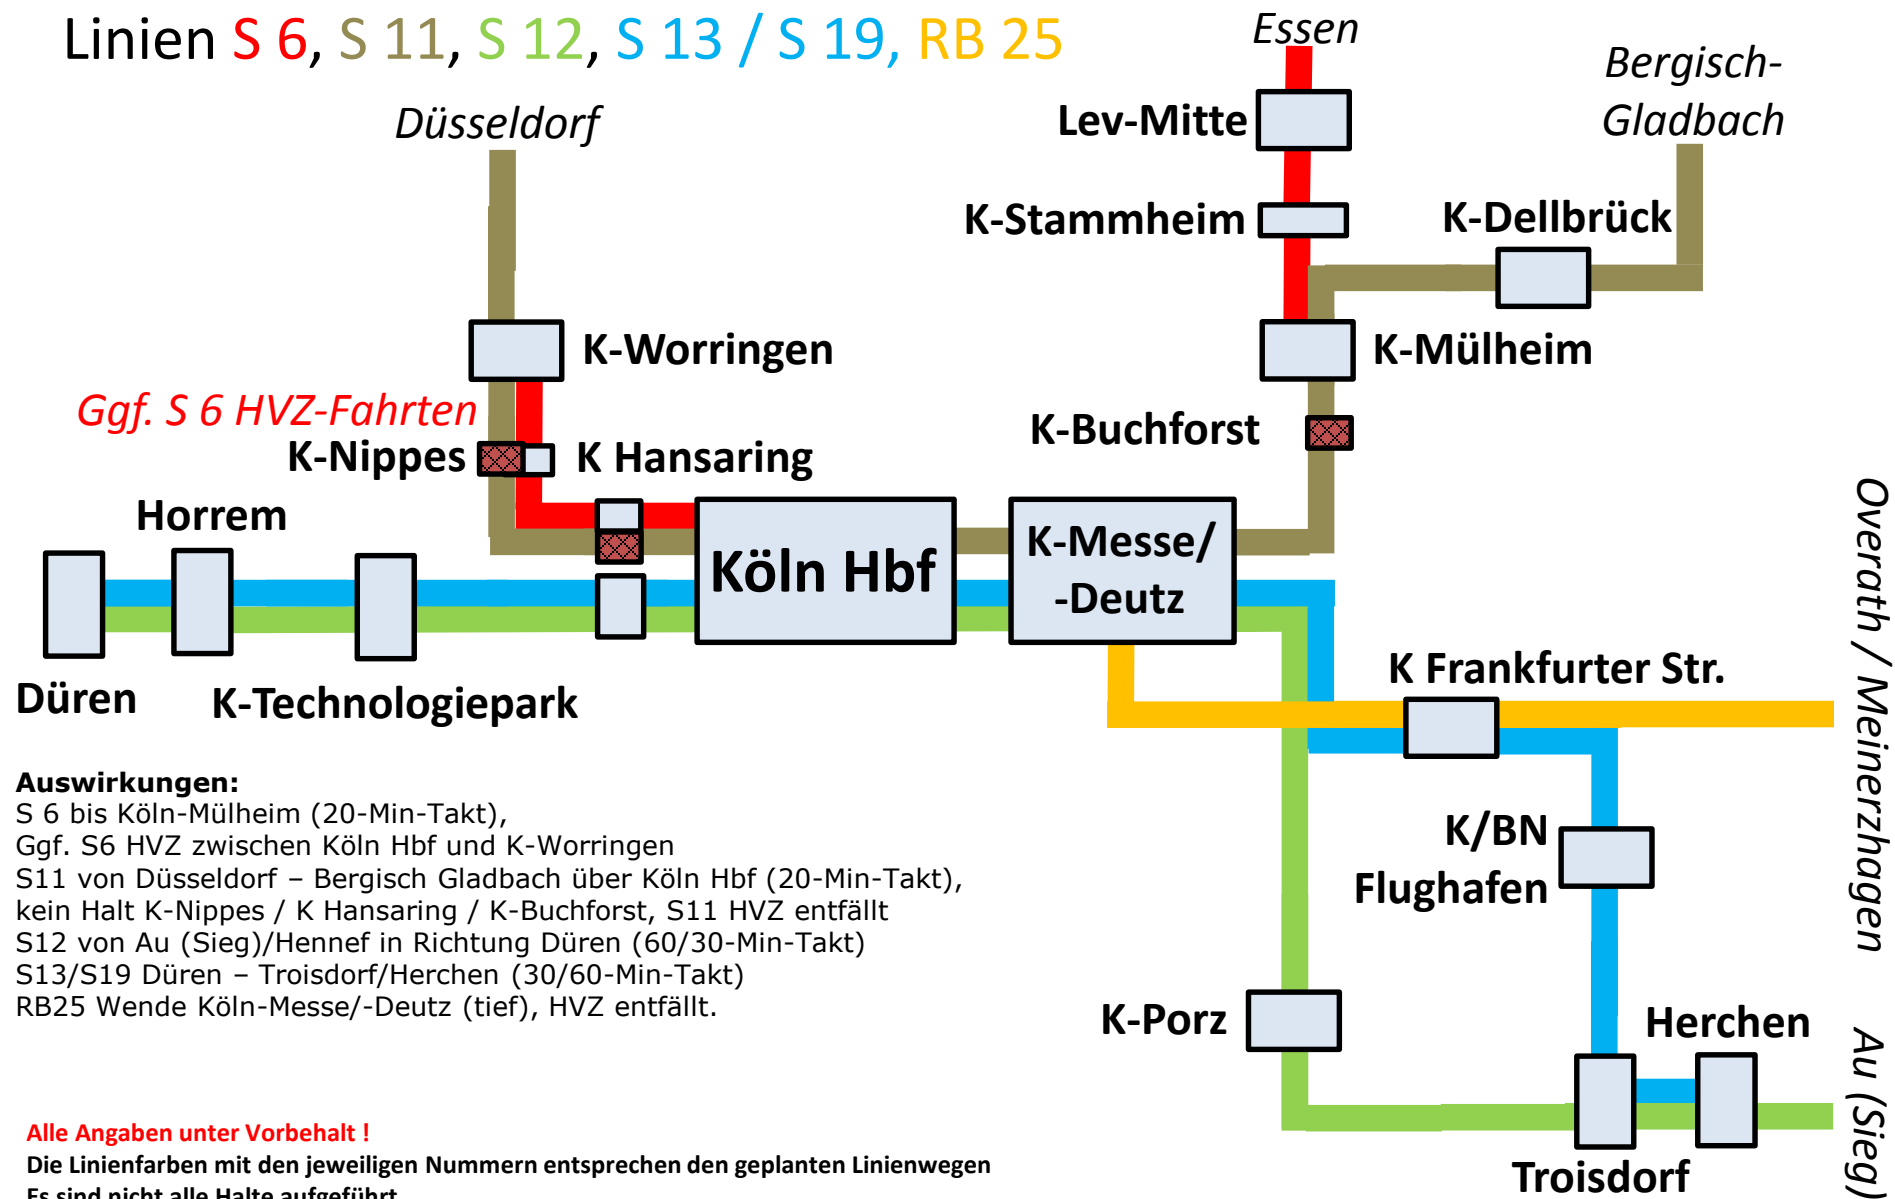 Linien S 6, S 11, S 12, S 13 / S 19, RB 25
Essen
Bergisch-
Gladbach
Düsseldorf
Lev-Mitte
K-Stammheim
K-Dellbrück
K-Worringen
K-Mülheim
Ggf. S 6 HVZ-Fahrten
K-Nippes
K Hansaring
K-Buchforst
Horrem
Köln Hbf
K-Messe/
-Deutz
Düren
K-Technologiepark
K Frankfurter Str.
Overath / Meinerzhagen
K/BN
Flughafen
K-Porz
Herchen
Troisdorf
Au (Sieg)
Auswirkungen:
S 6 bis Köln-Mülheim (20-Min-Takt),
Ggf. S6 HVZ zwischen Köln Hbf und K-Worringen
S11 von Düsseldorf – Bergisch Gladbach über Köln Hbf (20-Min-Takt),
kein Halt K-Nippes / K Hansaring / K-Buchforst, S11 HVZ entfällt
S12 von Au (Sieg)/Hennef in Richtung Düren (60/30-Min-Takt)
S13/S19 Düren – Troisdorf/Herchen (30/60-Min-Takt)
RB25 Wende Köln-Messe/-Deutz (tief), HVZ entfällt.
Alle Angaben unter Vorbehalt !
Die Linienfarben mit den jeweiligen Nummern entsprechen den geplanten Linienwegen
Es sind nicht alle Halte aufgeführt